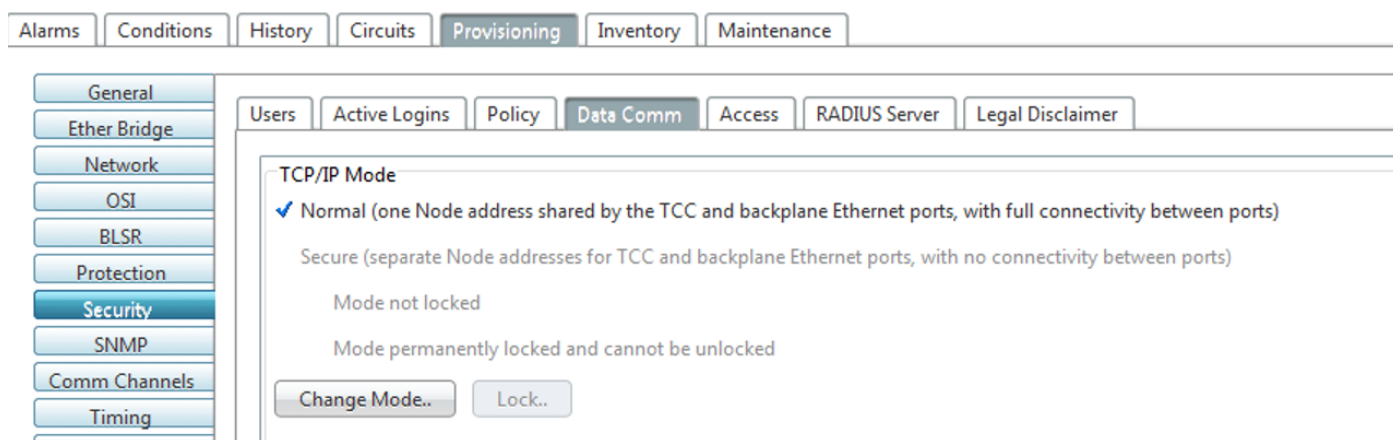 Alarms Conditions History Circuits Provisioning Inventory Maintenance
General
Ether Bridge
Network
OSI
BLSR
Protection
Security
SNMP
Comm Channels
Timing
Users Active Logins Policy Data Comm Access RADIUS Server Legal Disclaimer
TCP/IP Mode
Normal (one Node address shared by the TCC and backplane Ethernet ports, with full connectivity between ports)
Secure (separate Node addresses for TCC and backplane Ethernet ports, with no connectivity between ports)
Mode not locked
Mode permanently locked and cannot be unlocked
Change Mode.. Lock..